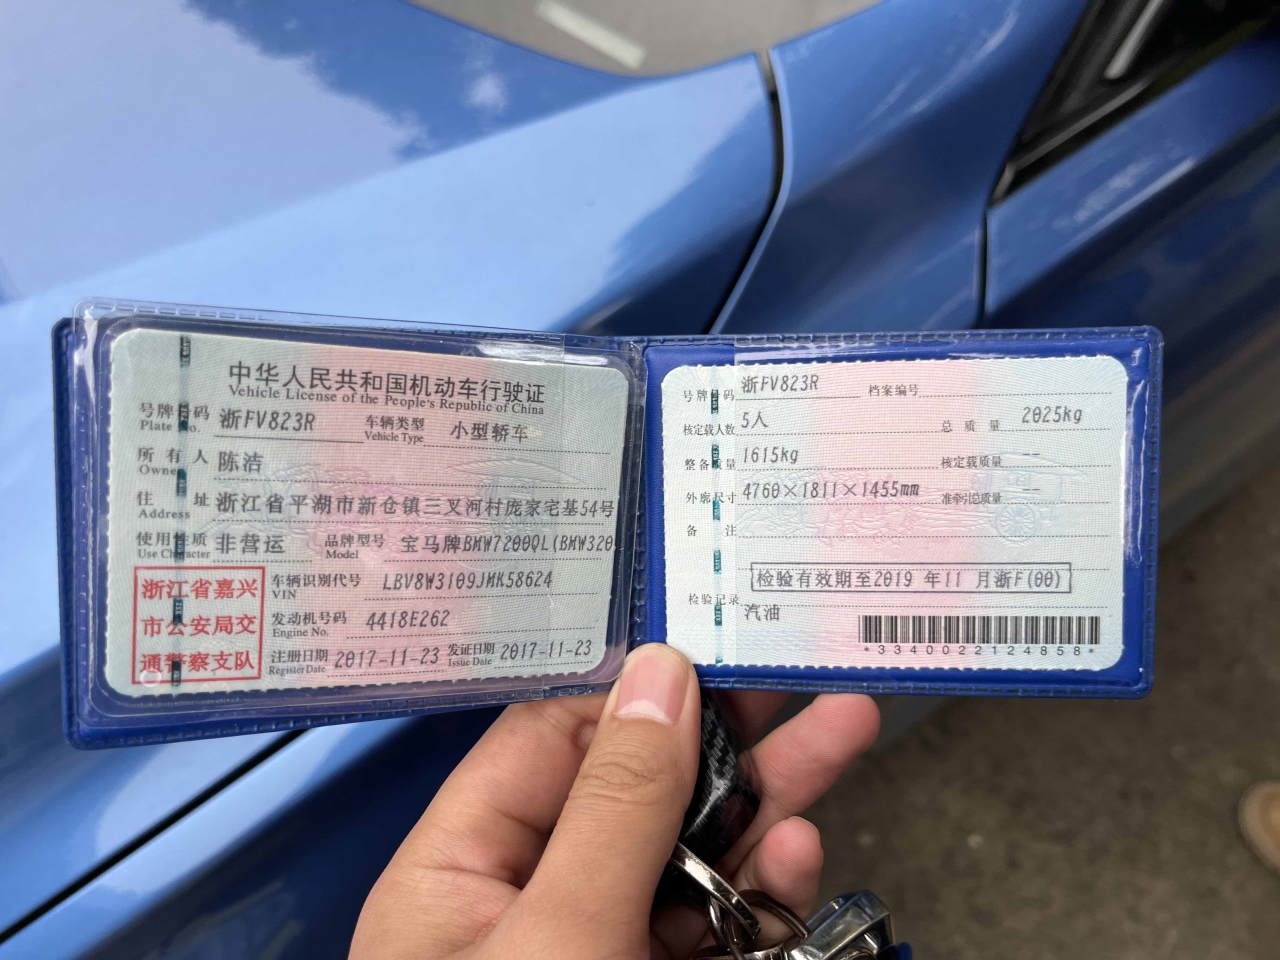 中华人民共和国机动车行驶证
Vehicle License of the People's Republic of China
号牌号码 浙FV823R 车辆类型 小型轿车
Plate No. Vehicle Type
所有人 陈浩
Owner
住址 浙江省平湖市新仓镇三叉河村庞家宅基54号
Address
使用性质 非营运 品牌型号 宝马牌BMW7200QL(BMW320L
Use Character Model
浙江省嘉兴
市公安局交
通警察支队
车辆识别代号 LBV8W3109JMK58624
VIN
发动机号码 4418E262
Engine No.
注册日期 2017-11-23 发证日期 2017-11-23
Register Date Issue Date
号牌号码 浙FV823R 档案编号
核定载人数 5人 总质量 2025kg
整备质量 1615kg 核定载质量 --
外廓尺寸 4760×1811×1455mm 准牵引总质量 --
备注
检验有效期至2019 年11 月浙F(00)
检验记录
汽油
*3340022124858*